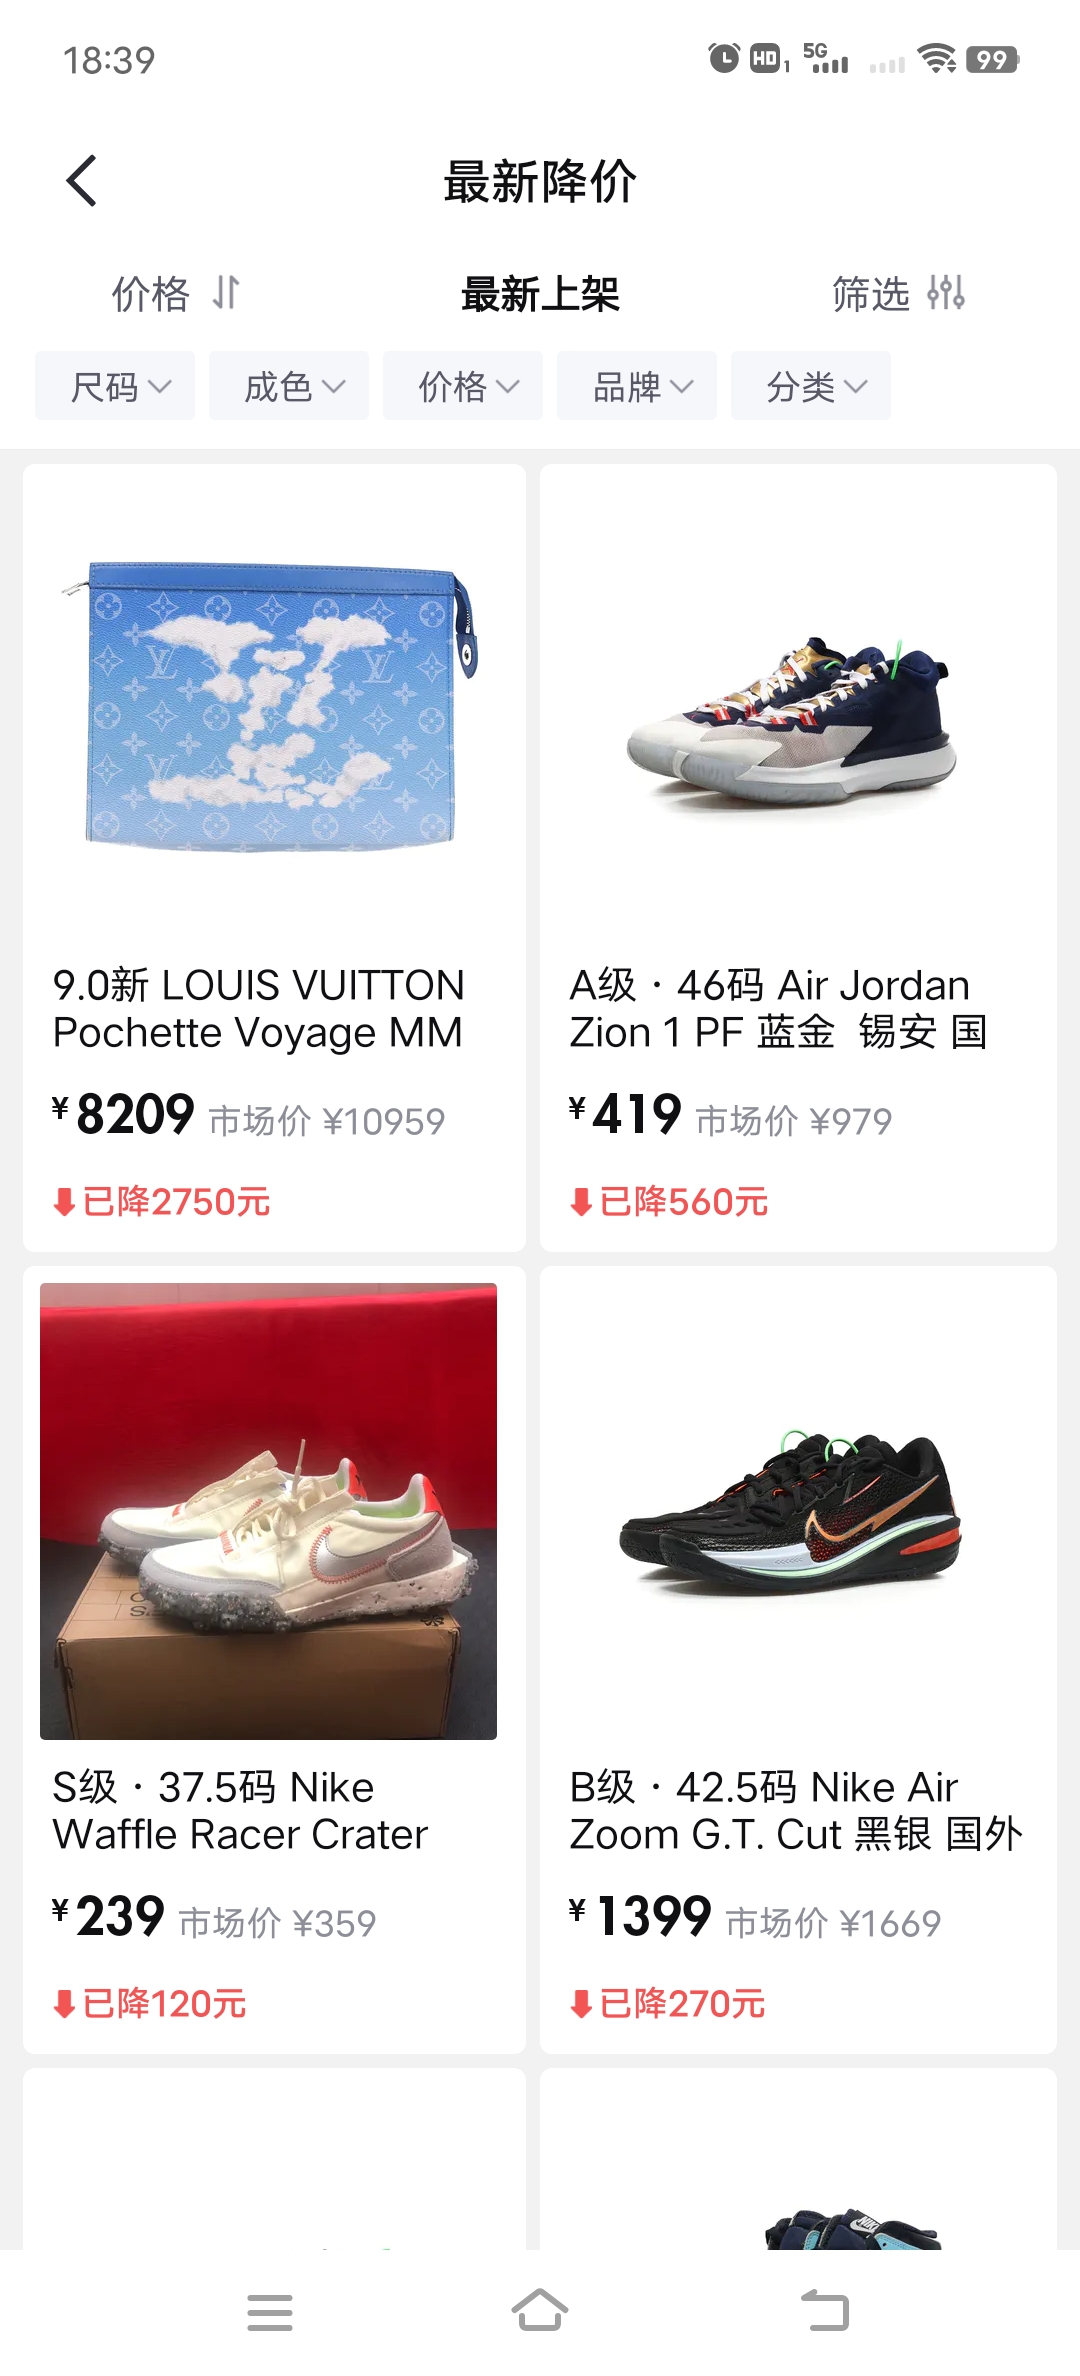 18:39
HD 1 5G 99
最新降价
价格 最新上架 筛选
尺码 成色 价格 品牌 分类
9.0新 LOUIS VUITTON
Pochette Voyage MM
¥8209 市场价 ¥10959
已降2750元
A级·46码 Air Jordan
Zion 1 PF 蓝金 锡安 国
¥419 市场价 ¥979
已降560元
S级·37.5码 Nike
Waffle Racer Crater
¥239 市场价 ¥359
已降120元
B级·42.5码 Nike Air
Zoom G.T. Cut 黑银 国外
¥1399 市场价 ¥1669
已降270元
NIKE